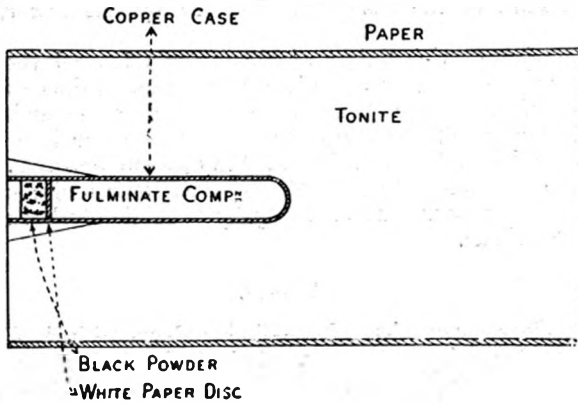 COPPER CASE
PAPER
TONITE
FULMINATE COMPN
BLACK POWDER
WHITE PAPER DISC